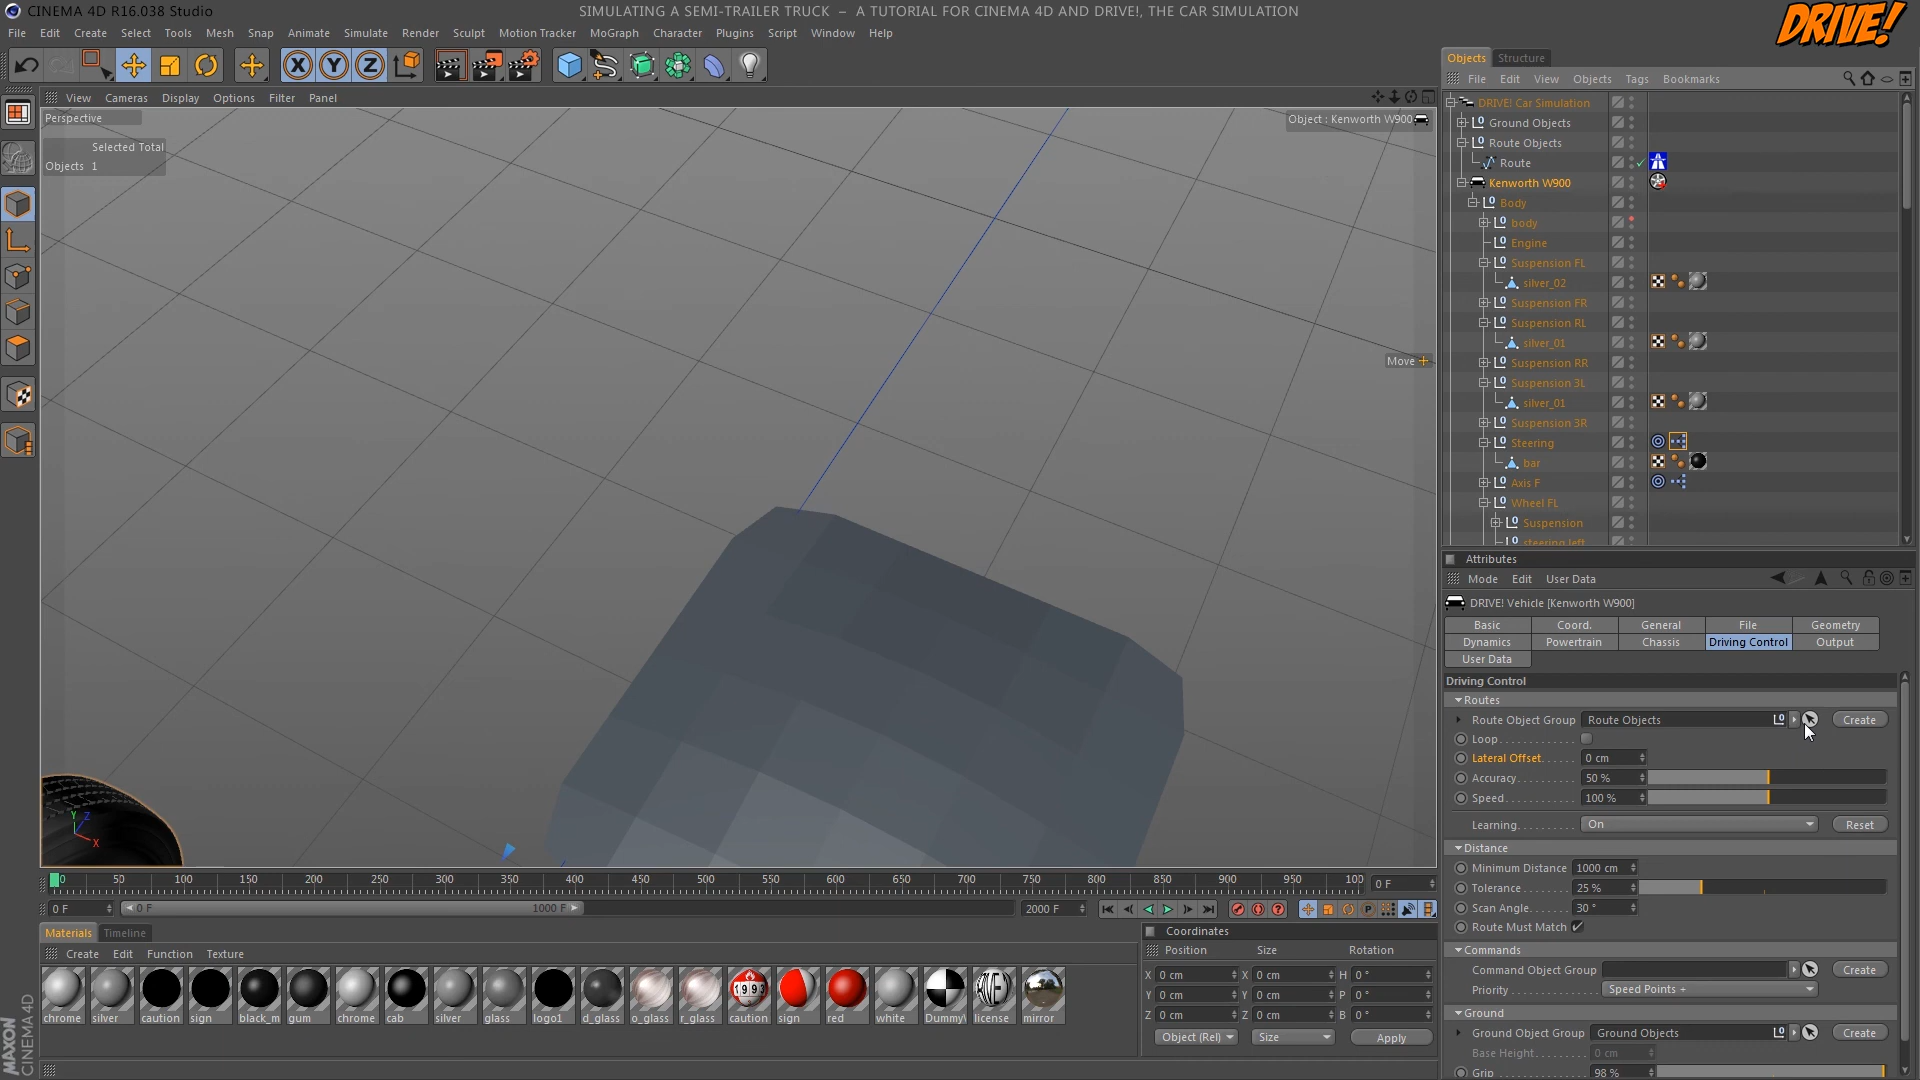 CINEMA 4D R16.038 Studio
SIMULATING A SEMI-TRAILER TRUCK – A TUTORIAL FOR CINEMA 4D AND DRIVE!, THE CAR SIMULATION
DRIVE!
File Edit Create Select Tools Mesh Snap Animate Simulate Render Sculpt Motion Tracker MoGraph Character Plugins Script Window Help
X Y Z
Objects Structure
File Edit View Objects Tags Bookmarks
View Cameras Display Options Filter Panel
Perspective
Object : Kenworth W900
Selected Total
Objects 1
Move
DRIVE! Car Simulation
Ground Objects
Route Objects
Route
Kenworth W900
Body
body
Engine
Suspension FL
silver_02
Suspension FR
Suspension RL
silver_01
Suspension RR
Suspension 3L
silver_01
Suspension 3R
Steering
bar
Axis F
Wheel FL
Suspension
steering left
Attributes
Mode Edit User Data
DRIVE! Vehicle [Kenworth W900]
Basic Coord. General File Geometry
Dynamics Powertrain Chassis Driving Control Output
User Data
Driving Control
Routes
Route Object Group Route Objects Create
Loop
Lateral Offset 0 cm
Accuracy 50 %
Speed 100 %
Learning On Reset
Distance
Minimum Distance 1000 cm
Tolerance 25 %
Scan Angle 30 °
Route Must Match
Commands
Command Object Group Create
Priority Speed Points +
Ground
Ground Object Group Ground Objects Create
Base Height 0 cm
Grip 98 %
Y Z X
0 50 100 150 200 250 300 350 400 450 500 550 600 650 700 750 800 850 900 950 100 0 F
0 F 0 F 1000 F 2000 F
Materials Timeline
Create Edit Function Texture
chrome silver caution sign black_m gum chrome cab silver glass logo1 d_glass o_glass r_glass caution sign red white Dummy\ license mirror
Coordinates
Position Size Rotation
X 0 cm X 0 cm H 0 °
Y 0 cm Y 0 cm P 0 °
Z 0 cm Z 0 cm B 0 °
Object (Rel) Size Apply
MAXON
CINEMA 4D